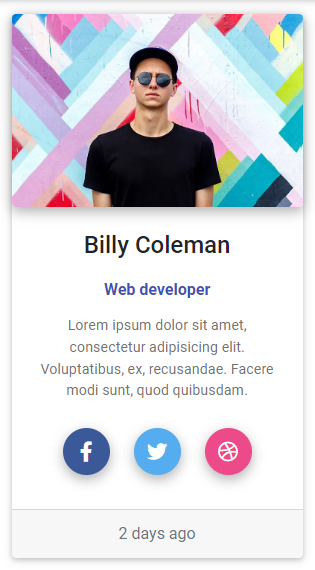 Billy Coleman
Web developer
Lorem ipsum dolor sit amet,
consectetur adipisicing elit.
Voluptatibus, ex, recusandae. Facere
modi sunt, quod quibusdam.
2 days ago